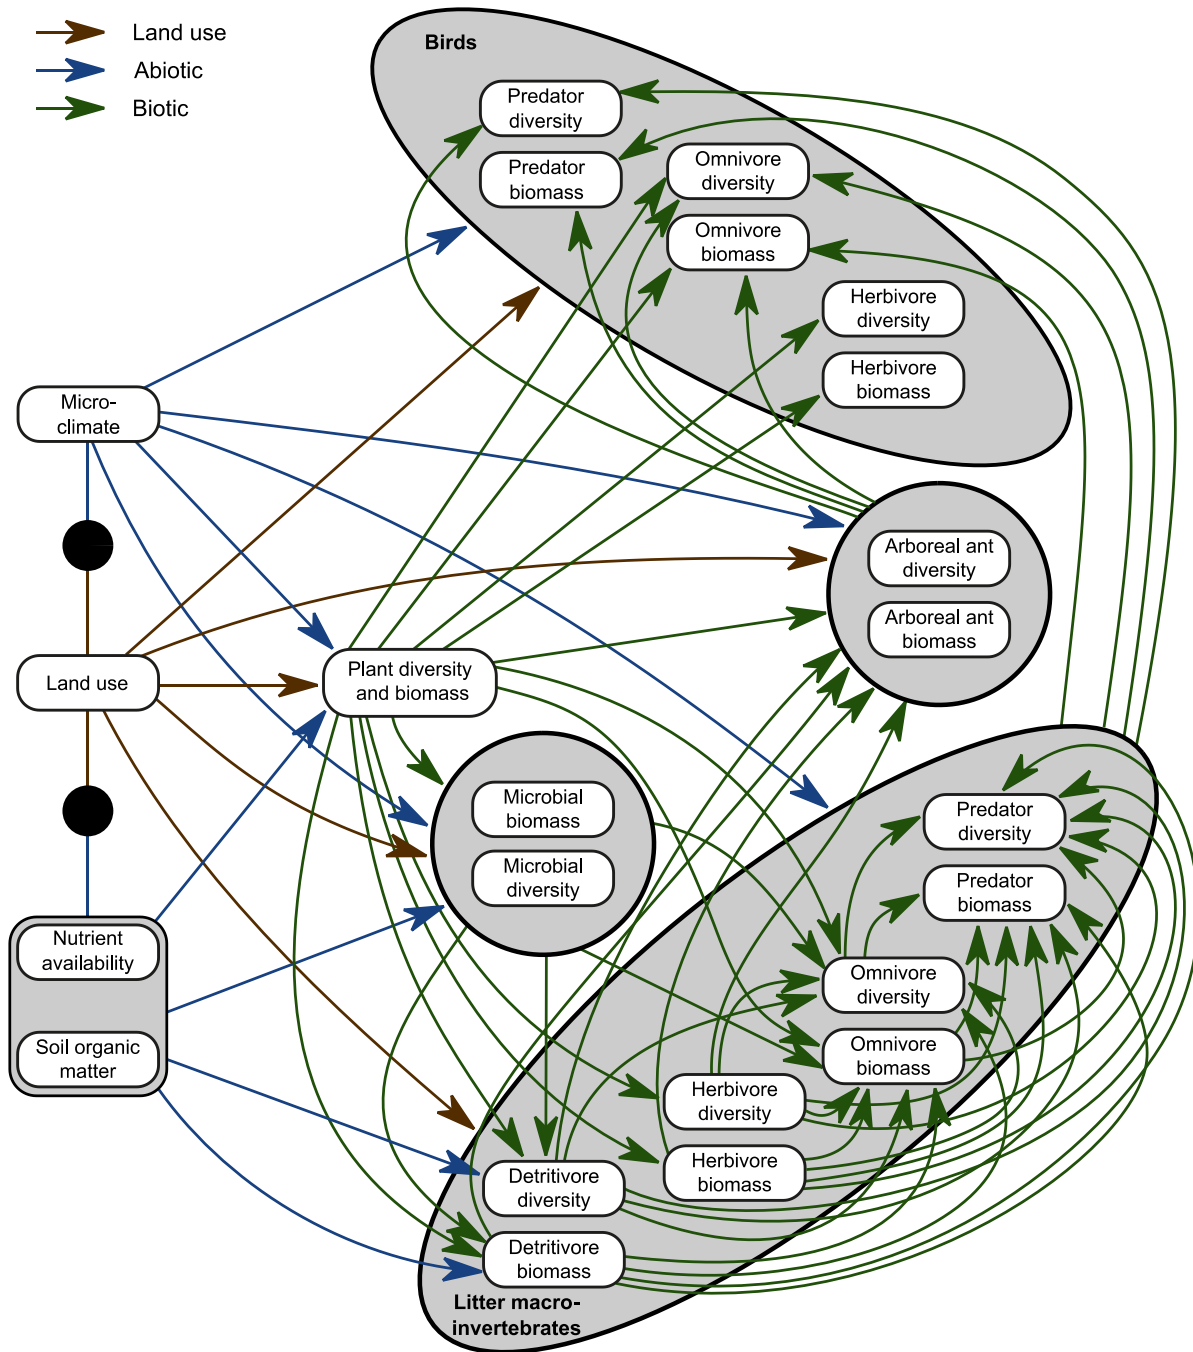 Land use
Abiotic
Biotic
Birds
Predator
diversity
Predator
biomass
Omnivore
diversity
Omnivore
biomass
Herbivore
diversity
Herbivore
biomass
Micro-
climate
Arboreal ant
diversity
Arboreal ant
biomass
Land use
Plant diversity
and biomass
Microbial
biomass
Microbial
diversity
Predator
diversity
Predator
biomass
Nutrient
availability
Soil organic
matter
Omnivore
diversity
Omnivore
biomass
Herbivore
diversity
Herbivore
biomass
Detritivore
diversity
Detritivore
biomass
Litter macro-
invertebrates